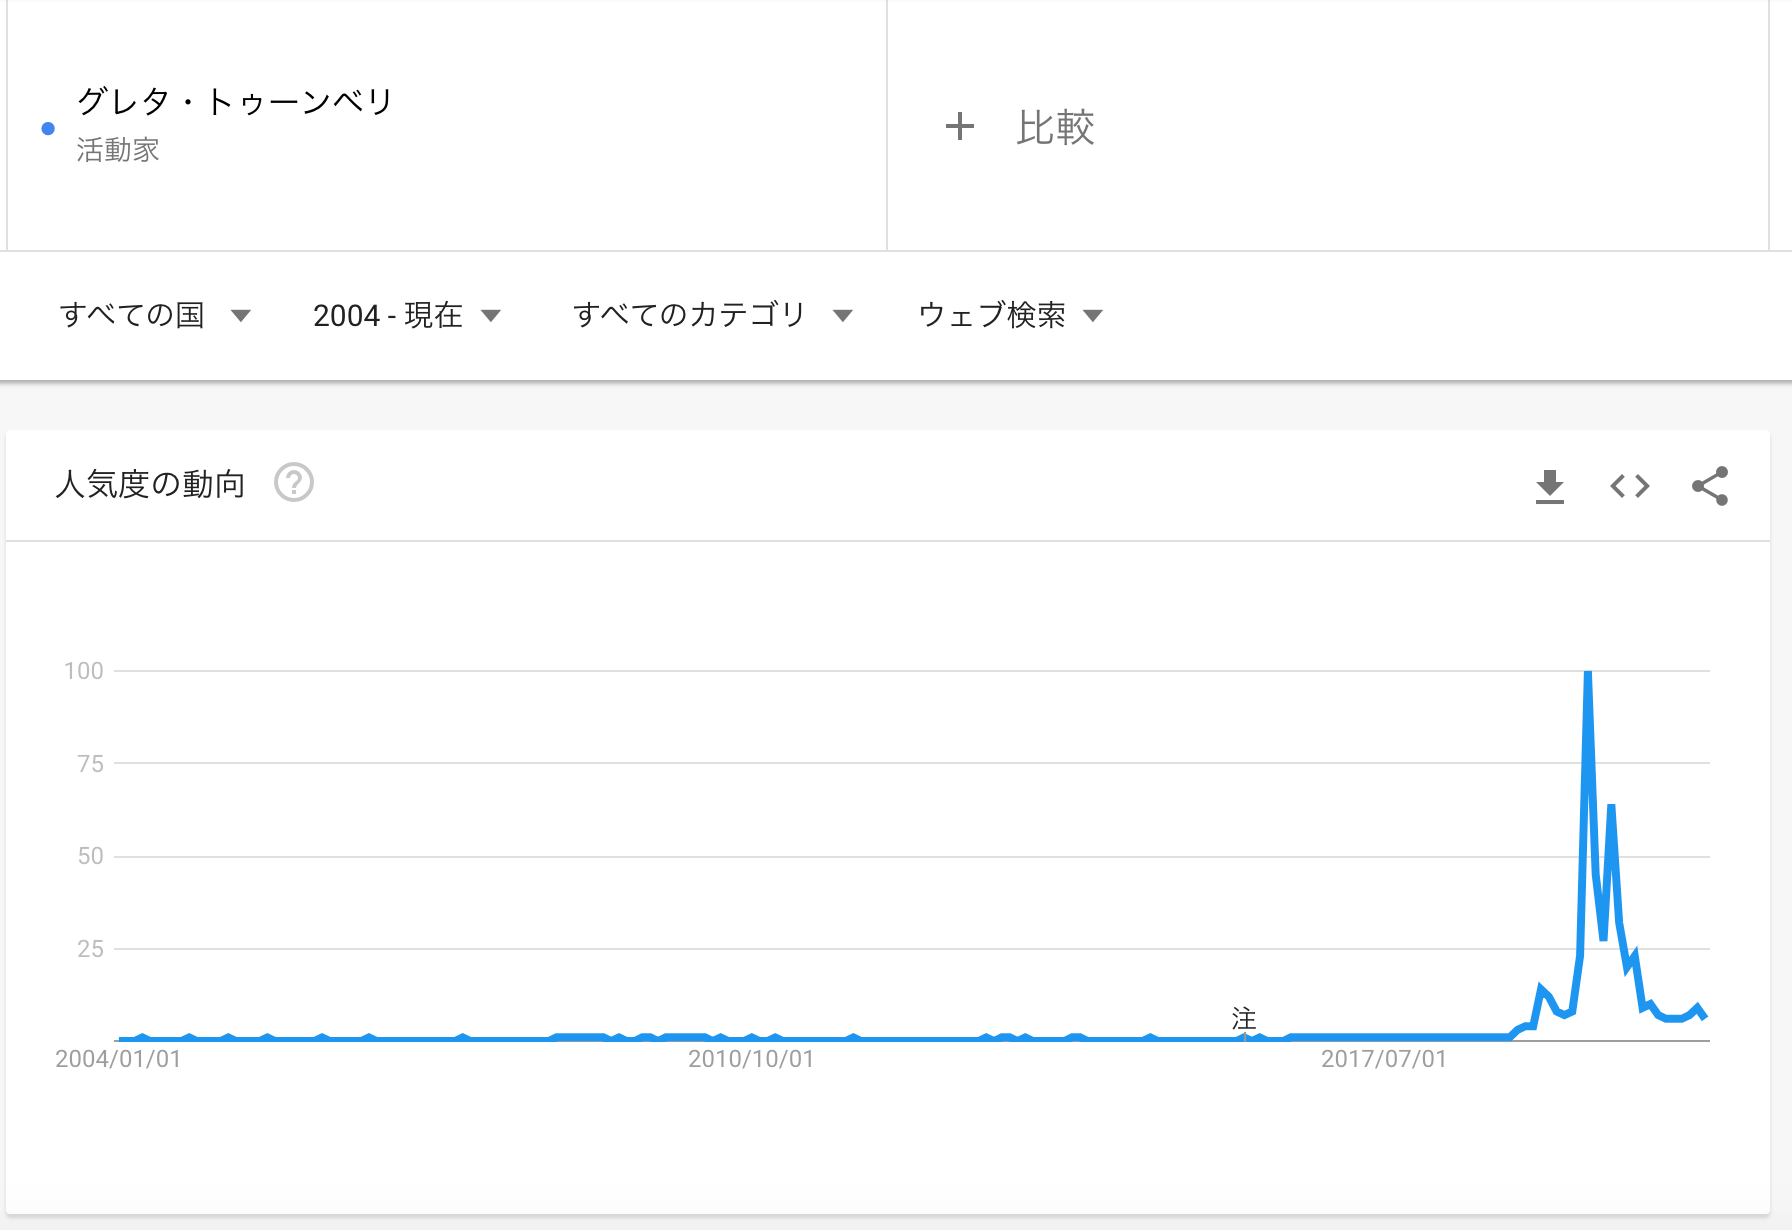 グレタ・トゥーンベリ
活動家
+ 比較
すべての国
2004 - 現在
すべてのカテゴリ
ウェブ検索
人気度の動向
100
75
50
25
注
2004/01/01
2010/10/01
2017/07/01